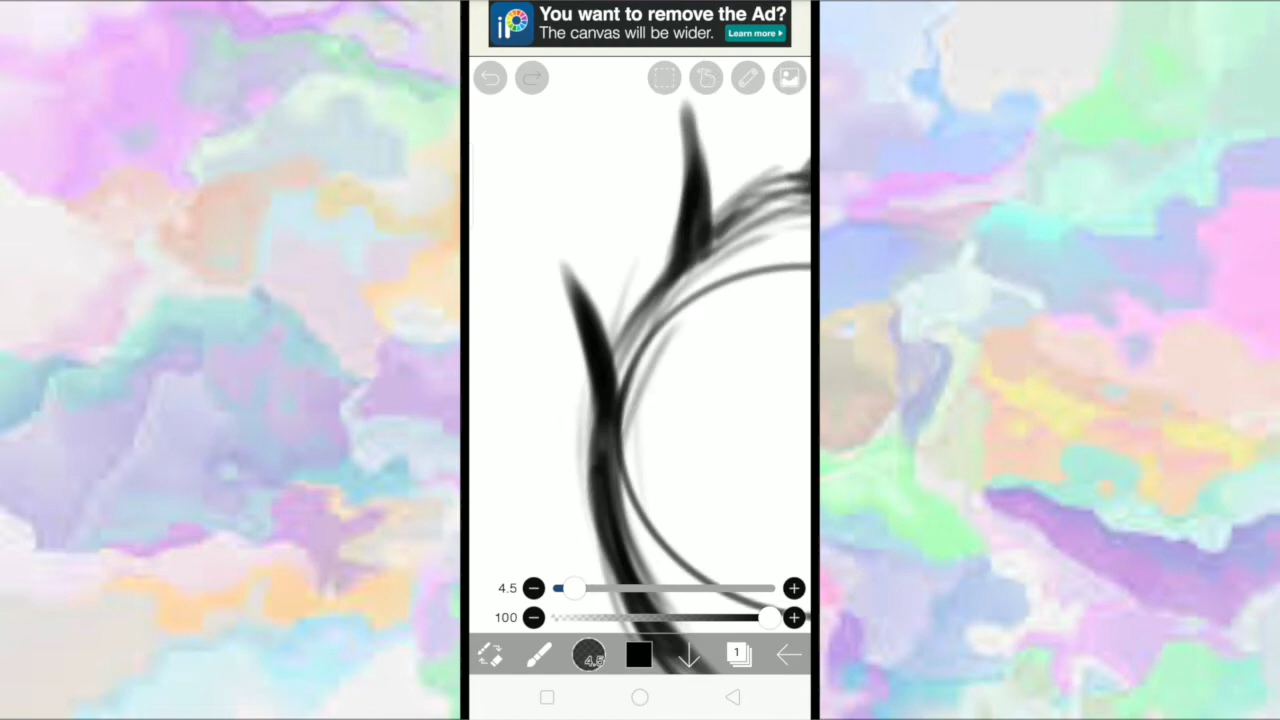 iP
You want to remove the Ad?
The canvas will be wider.
Learn more
4.5
100
4.5
1